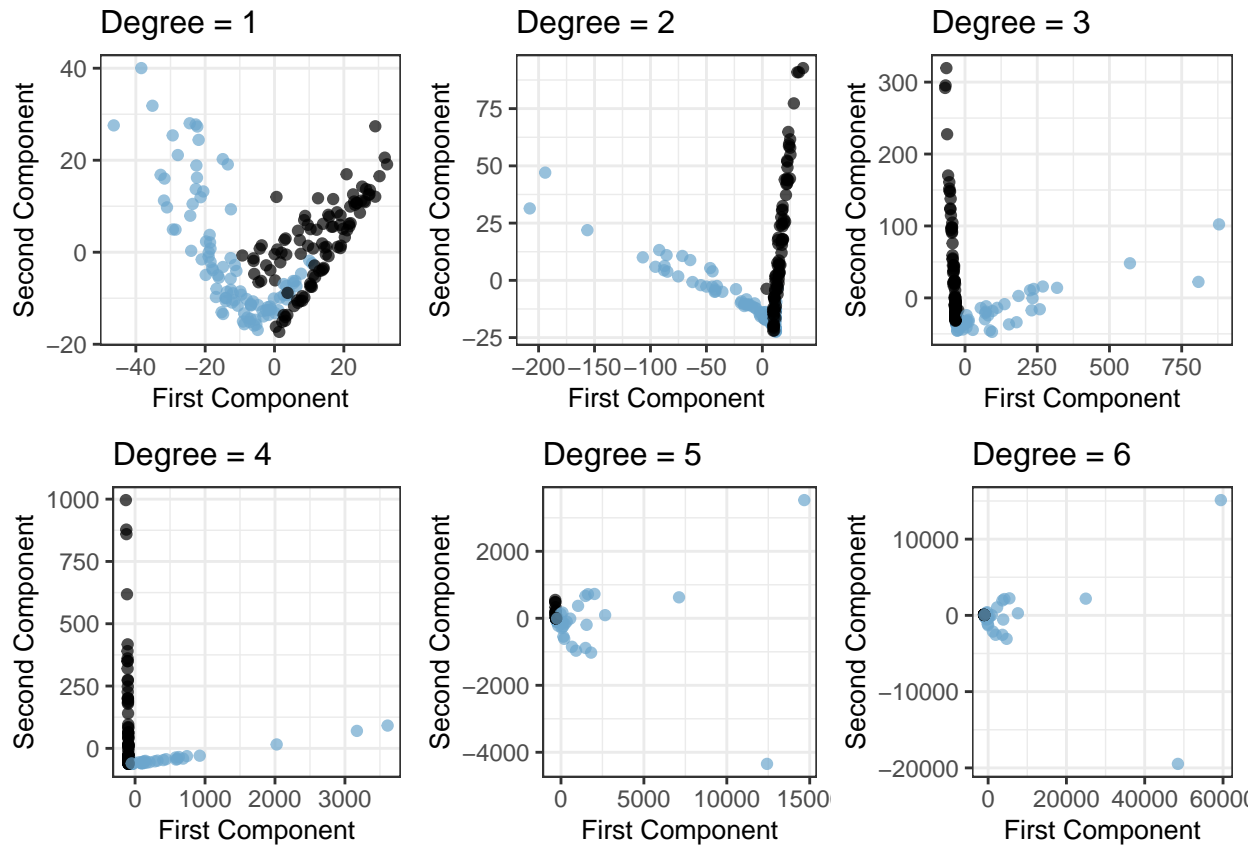 Degree = 1
Degree = 2
Degree = 3
Second Component
40
20
0
−20
−40 −20 0 20
First Component
Second Component
75
50
25
0
−25
−200 −150 −100 −50 0
First Component
Second Component
300
200
100
0
0 250 500 750
First Component
Degree = 4
Degree = 5
Degree = 6
Second Component
1000
750
500
250
0
0 1000 2000 3000
First Component
Second Component
2000
0
−2000
−4000
0 5000 10000 1500
First Component
Second Component
10000
0
−10000
−20000
0 20000 40000 6000
First Component